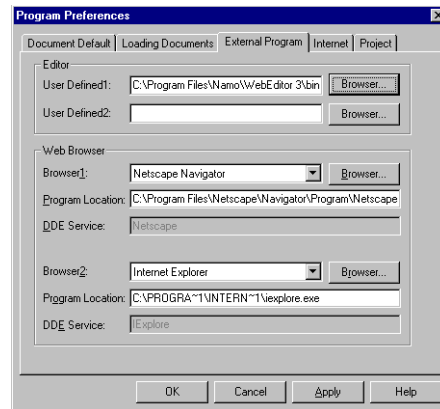 Program Preferences
Document Default Loading Documents External Program Internet Project
Editor
User Defined1: C:\Program Files\Namo\WebEditor 3\bin Browser...
User Defined2: Browser...
Web Browser
Browser1: Netscape Navigator Browser...
Program Location: C:\Program Files\Netscape\Navigator\Program\Netscape
DDE Service: Netscape
Browser2: Internet Explorer Browser...
Program Location: C:\PROGRA~1\INTERN~1\iexplore.exe
DDE Service: IExplore
OK Cancel Apply Help